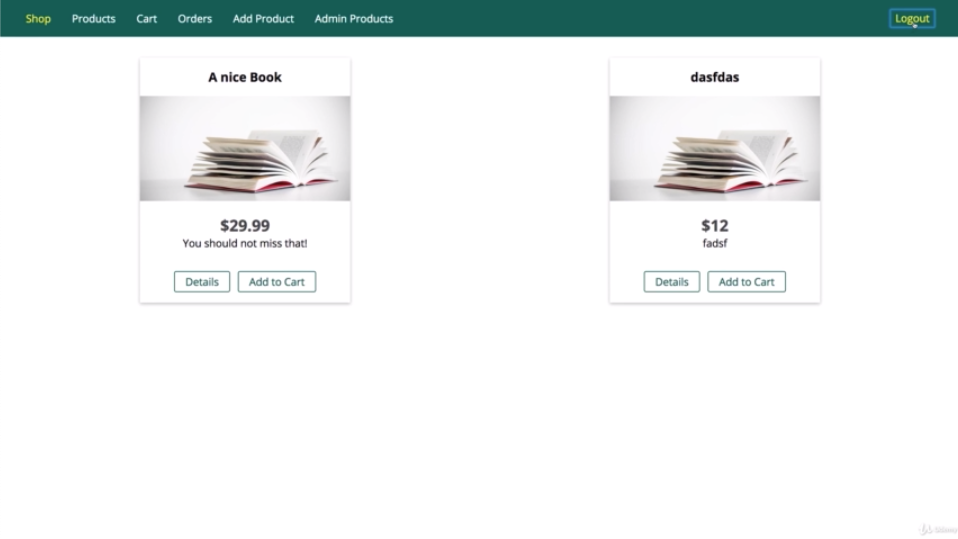 Shop Products Cart Orders Add Product Admin Products Logout
A nice Book
$29.99
You should not miss that!
Details Add to Cart
dasfdas
$12
fadsf
Details Add to Cart
Udemy